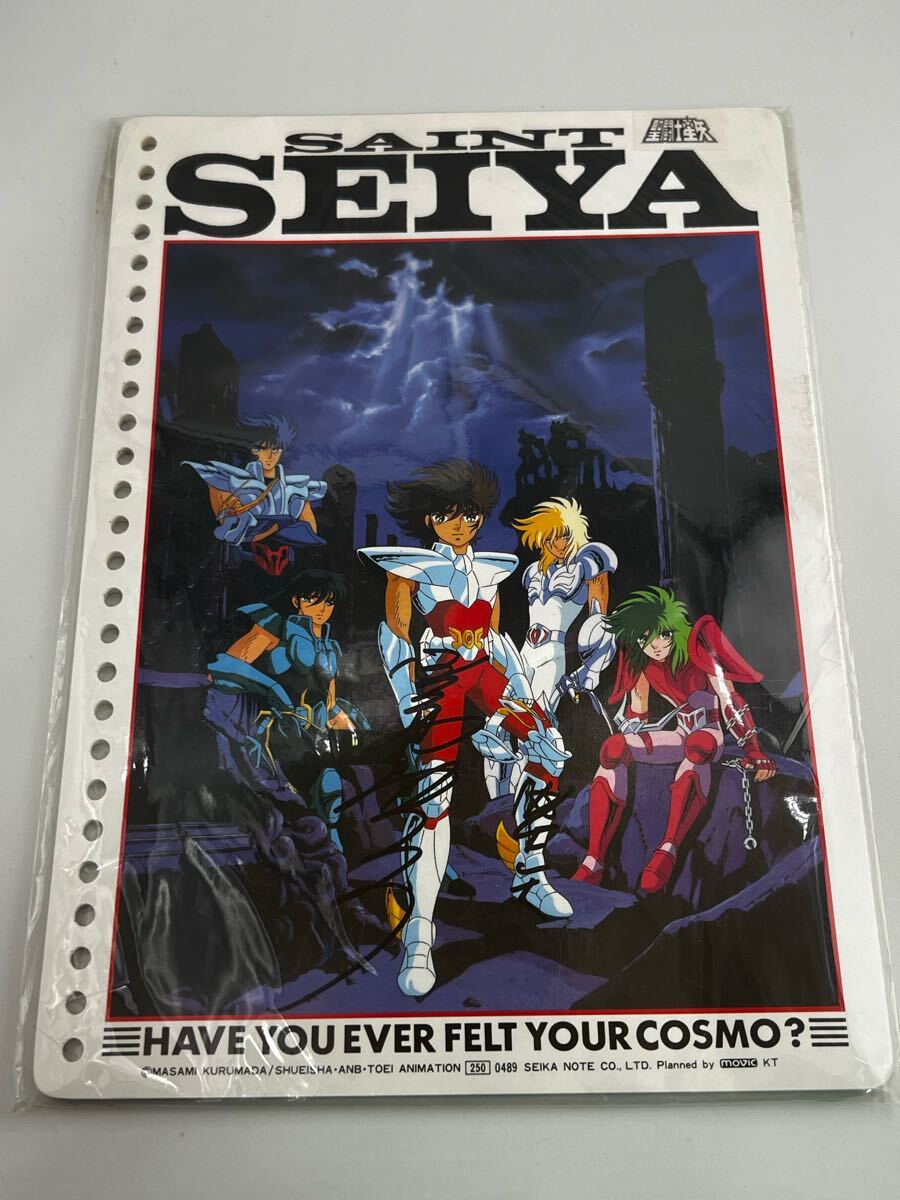 SAINT
聖闘士星矢
SEIYA
HAVE YOU EVER FELT YOUR COSMO?
©MASAMI KURUMADA/SHUEISHA・ANB・TOEI ANIMATION 250 0489 SEIKA NOTE CO., LTD. Planned by movic KT